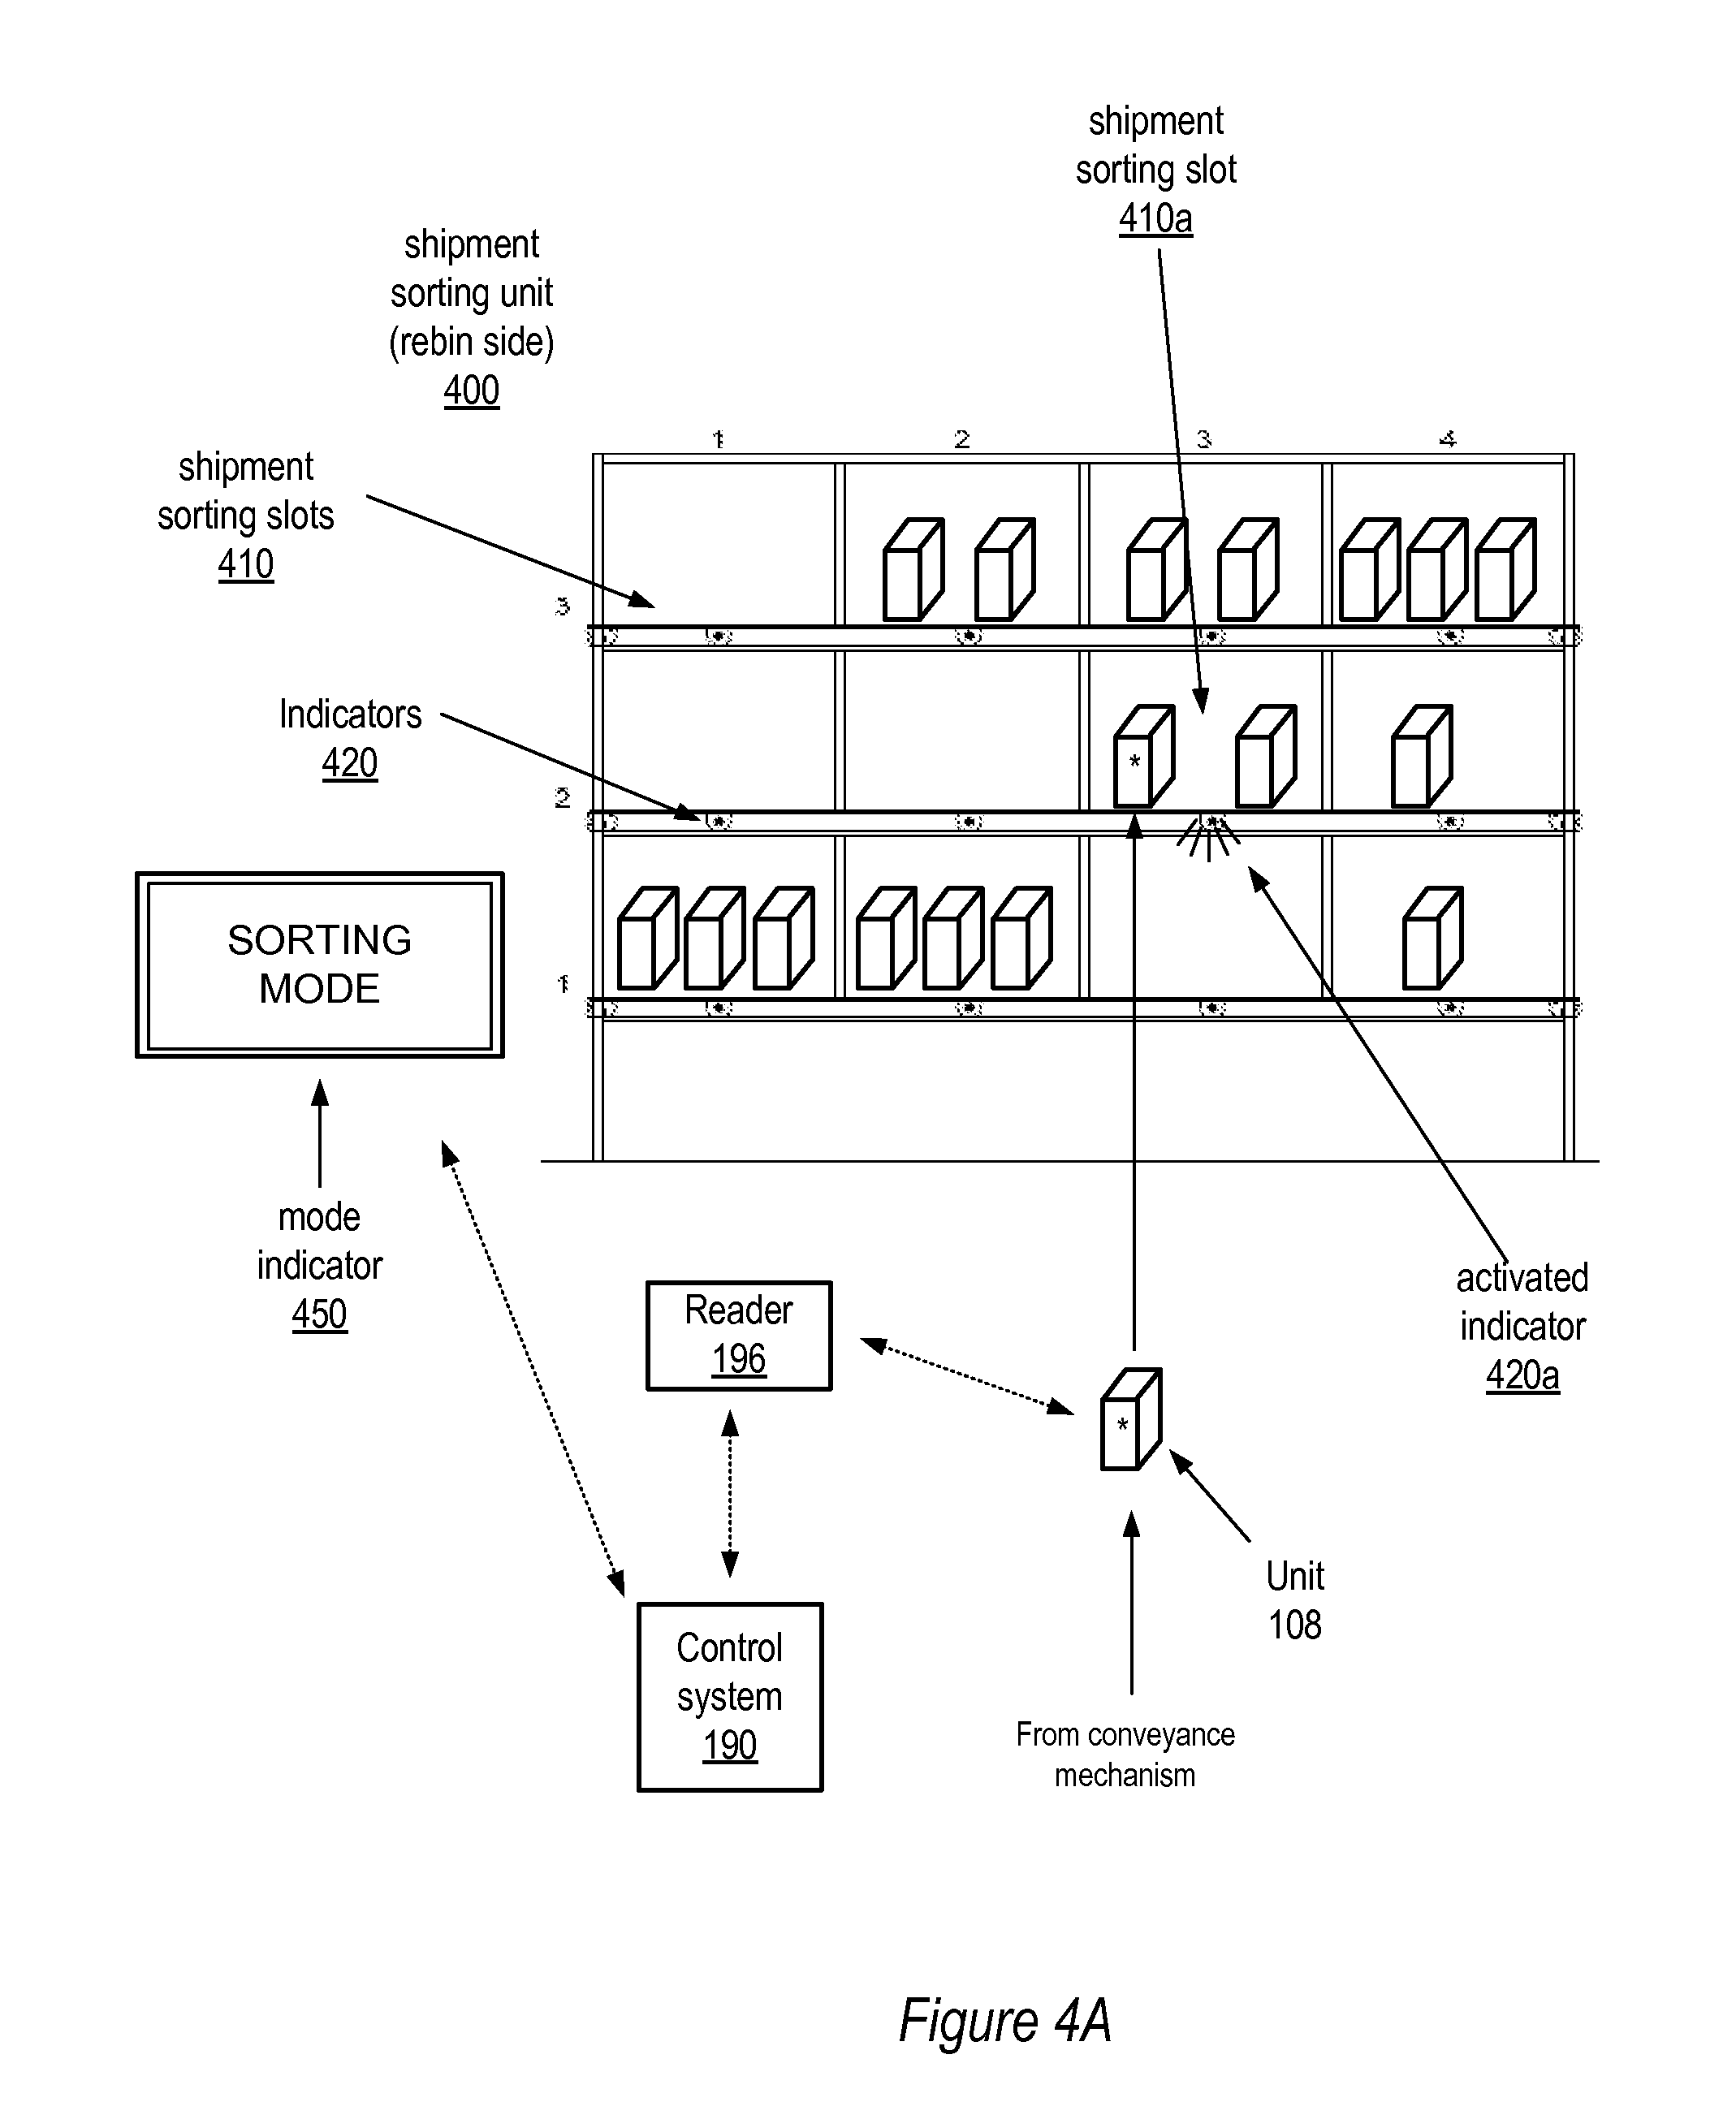 shipment
sorting slot
410a
shipment
sorting unit
(rebin side)
400
1 2 3 4
shipment
sorting slots
410
3
Indicators
420
2
*
SORTING
MODE
1
mode
indicator
450
Reader
196
activated
indicator
420a
*
Unit
108
Control
system
190
From conveyance
mechanism
Figure 4A